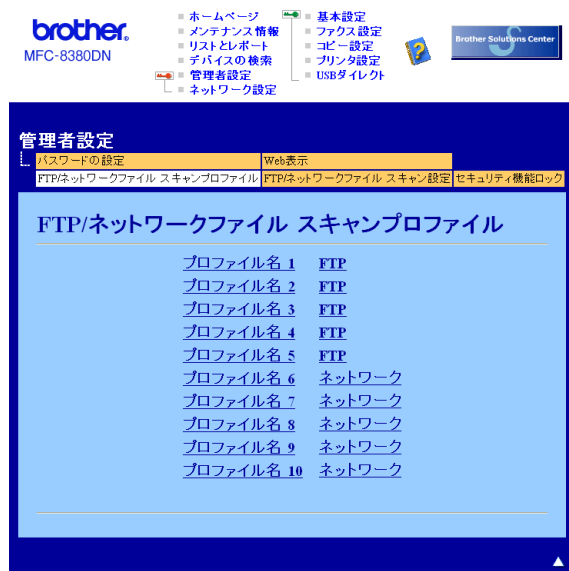 brother
MFC-8380DN
ホームページ
メンテナンス情報
リストとレポート
デバイスの検索
管理者設定
ネットワーク設定
基本設定
ファクス設定
コピー設定
プリンタ設定
USBダイレクト
Brother Solutions Center
管理者設定
パスワードの設定 Web表示
FTP/ネットワークファイル スキャンプロファイル FTP/ネットワークファイル スキャン設定 セキュリティ機能ロック
FTP/ネットワークファイル スキャンプロファイル
プロファイル名 1 FTP
プロファイル名 2 FTP
プロファイル名 3 FTP
プロファイル名 4 FTP
プロファイル名 5 FTP
プロファイル名 6 ネットワーク
プロファイル名 7 ネットワーク
プロファイル名 8 ネットワーク
プロファイル名 9 ネットワーク
プロファイル名 10 ネットワーク